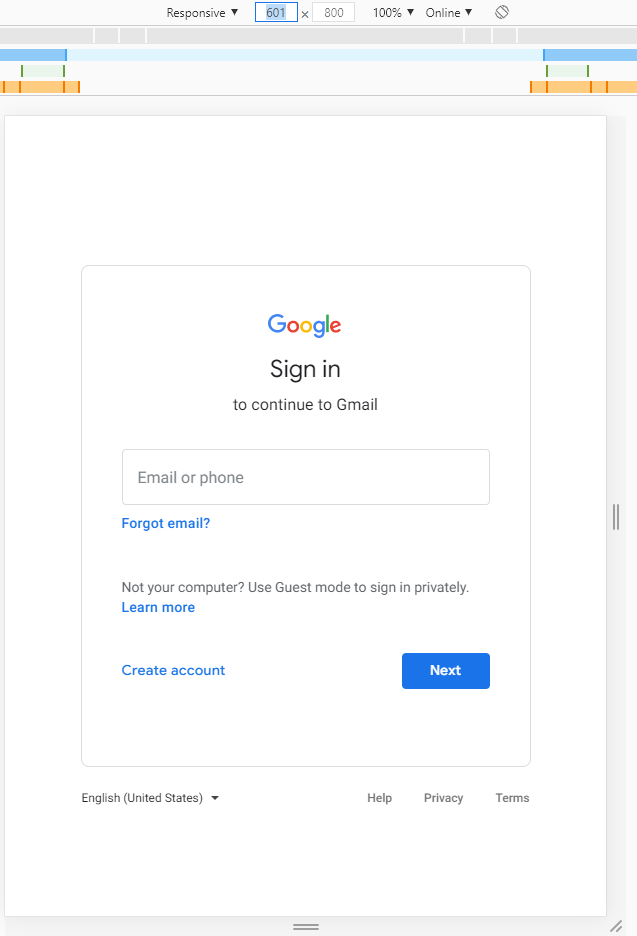 Responsive ▼ 601 × 800 100% ▼ Online ▼
Google
Sign in
to continue to Gmail
Email or phone
Forgot email?
Not your computer? Use Guest mode to sign in privately.
Learn more
Create account Next
English (United States) Help Privacy Terms